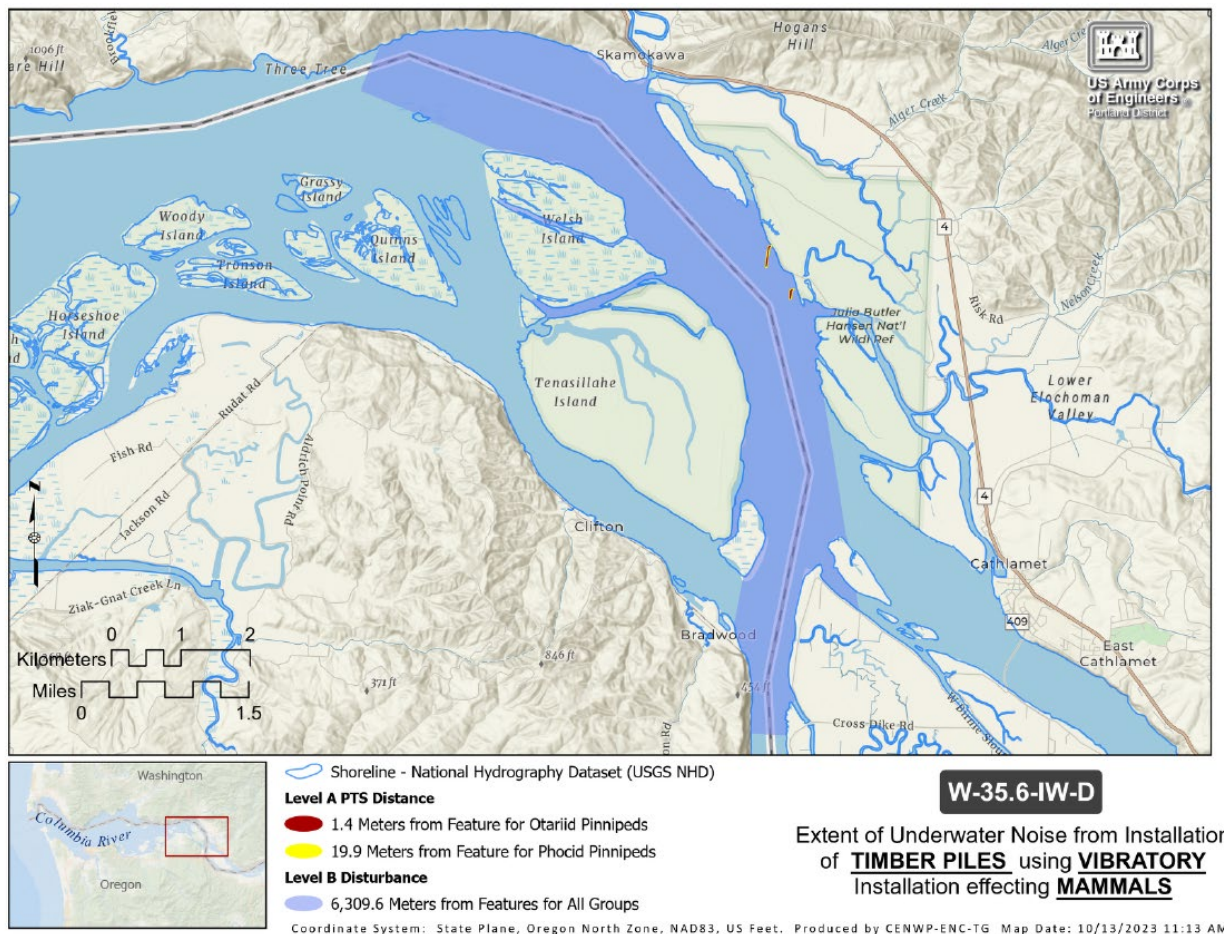 1096 ft
are Hill
Three Tree
Skamokawa
Hogans
Hill
Alger Creek
US Army Corps
of Engineers ®
Portland District
Alger Creek
Grassy
Island
Woody
Island
Quinns
Island
Welsh
Island
Tronson
Island
4
Horseshoe
Island
Risk Rd
Nelson Creek
Julia Butler
Hansen Nat'l
Wildl Ref
Tenasillahe
Island
Lower
Elochoman
Valley
Rudat Rd
Fish Rd
Aldrich Point Rd
Jackson Rd
4
Clifton
Cathlamet
Ziak-Gnat Creek Ln
409
Bradwood
East
Cathlamet
0 1 2
Kilometers
Miles
0 1.5
846 ft
371 ft
454 ft
Cross Dike Rd
on Rd
Washington
Columbia River
Oregon
Shoreline - National Hydrography Dataset (USGS NHD)
Level A PTS Distance
1.4 Meters from Feature for Otariid Pinnipeds
19.9 Meters from Feature for Phocid Pinnipeds
Level B Disturbance
6,309.6 Meters from Features for All Groups
W-35.6-IW-D
Extent of Underwater Noise from Installation
of TIMBER PILES using VIBRATORY
Installation effecting MAMMALS
Coordinate System: State Plane, Oregon North Zone, NAD83, US Feet. Produced by CENWP-ENC-TG Map Date: 10/13/2023 11:13 AM